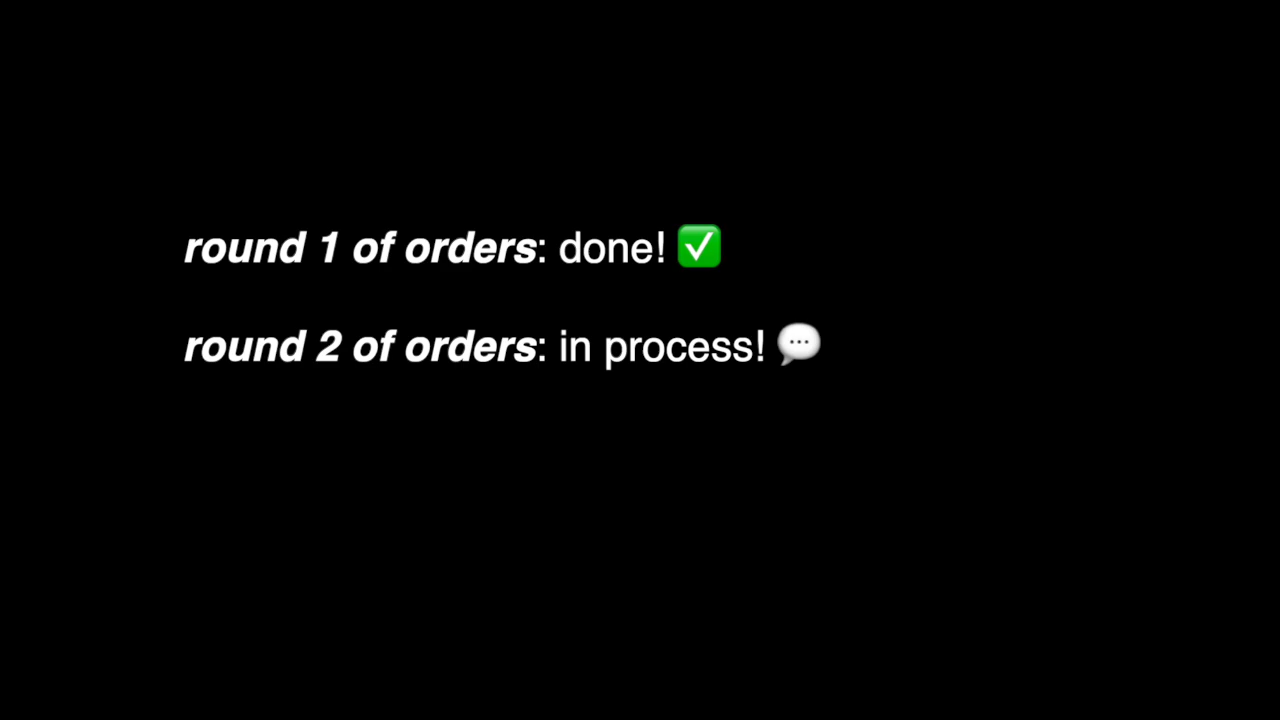 round 1 of orders: done! ✅
round 2 of orders: in process! 💬